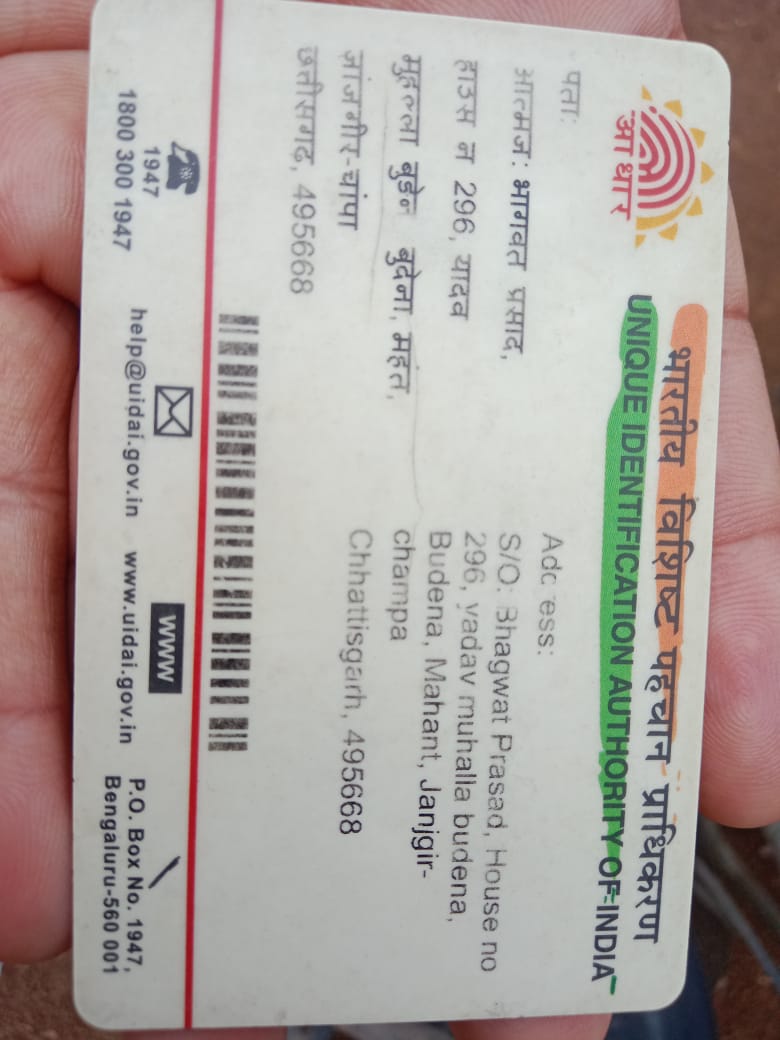 आधार
भारतीय विशिष्ट पहचान प्राधिकरण
UNIQUE IDENTIFICATION AUTHORITY OF INDIA
पता:
आत्मज: भागवत प्रसाद,
हाउस न 296, यादव
मुहल्ला बुडेन बुदेना, महंत,
जांजगीर-चांपा
छत्तीसगढ, 495668
Address:
S/O: Bhagwat Prasad, House no
296, yadav muhalla budena,
Budena, Mahant, Janjgir-
champa
Chhattisgarh, 495668
1947
1800 300 1947
help@uidai.gov.in
www
www.uidai.gov.in
P.O. Box No. 1947,
Bengaluru-560 001